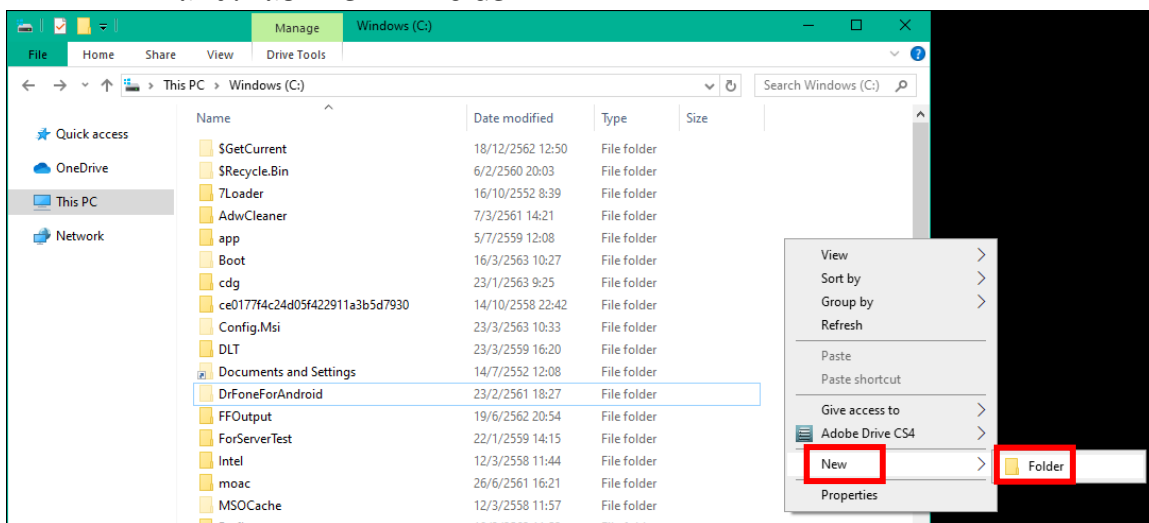 Manage Windows (C:)
File Home Share View Drive Tools
This PC > Windows (C:) Search Windows (C:)
Name Date modified Type Size
Quick access
OneDrive
This PC
Network
$GetCurrent 18/12/2562 12:50 File folder
$Recycle.Bin 6/2/2560 20:03 File folder
7Loader 16/10/2552 8:39 File folder
AdwCleaner 7/3/2561 14:21 File folder
app 5/7/2559 12:08 File folder
Boot 16/3/2563 10:27 File folder
cdg 23/1/2563 9:25 File folder
ce0177f4c24d05f422911a3b5d7930 14/10/2558 22:42 File folder
Config.Msi 23/3/2563 10:33 File folder
DLT 23/3/2559 16:20 File folder
Documents and Settings 14/7/2552 12:08 File folder
DrFoneForAndroid 23/2/2561 18:27 File folder
FFOutput 19/6/2562 20:54 File folder
ForServerTest 22/1/2559 14:15 File folder
Intel 12/3/2558 11:44 File folder
moac 26/6/2561 16:21 File folder
MSOCache 12/3/2558 11:57 File folder
View
Sort by
Group by
Refresh
Paste
Paste shortcut
Give access to
Adobe Drive CS4
New
Folder
Properties